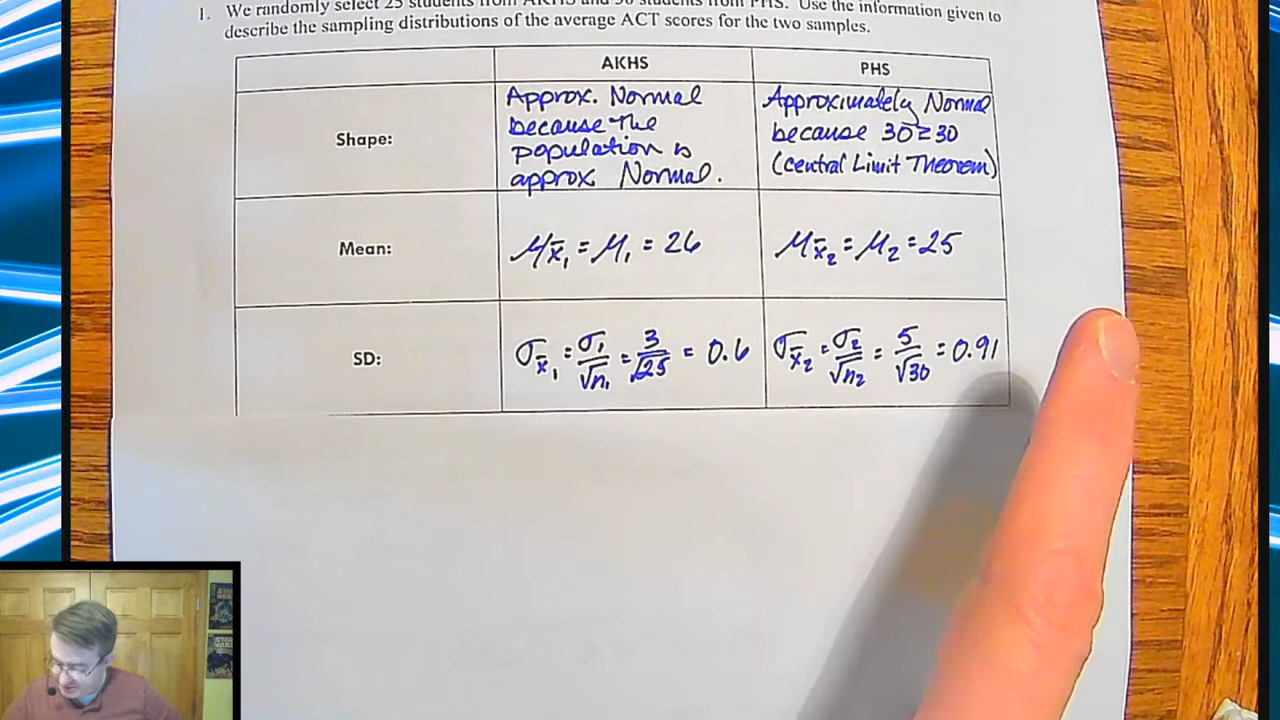 1. We randomly select 25 students from AKHS and 30 students from PHS. Use the information given to
describe the sampling distributions of the average ACT scores for the two samples.
AKHS
PHS
Shape:
Approx. Normal
because the
population is
approx. Normal.
Approximately Normal
because 30≥30
(Central Limit Theorem)
Mean:
μx̄₁ = μ₁ = 26
μx̄₂ = μ₂ = 25
SD:
σx̄₁ = σ₁/√n₁ = 3/√25 = 0.6
σx̄₂ = σ₂/√n₂ = 5/√30 = 0.91
STAR
WARS